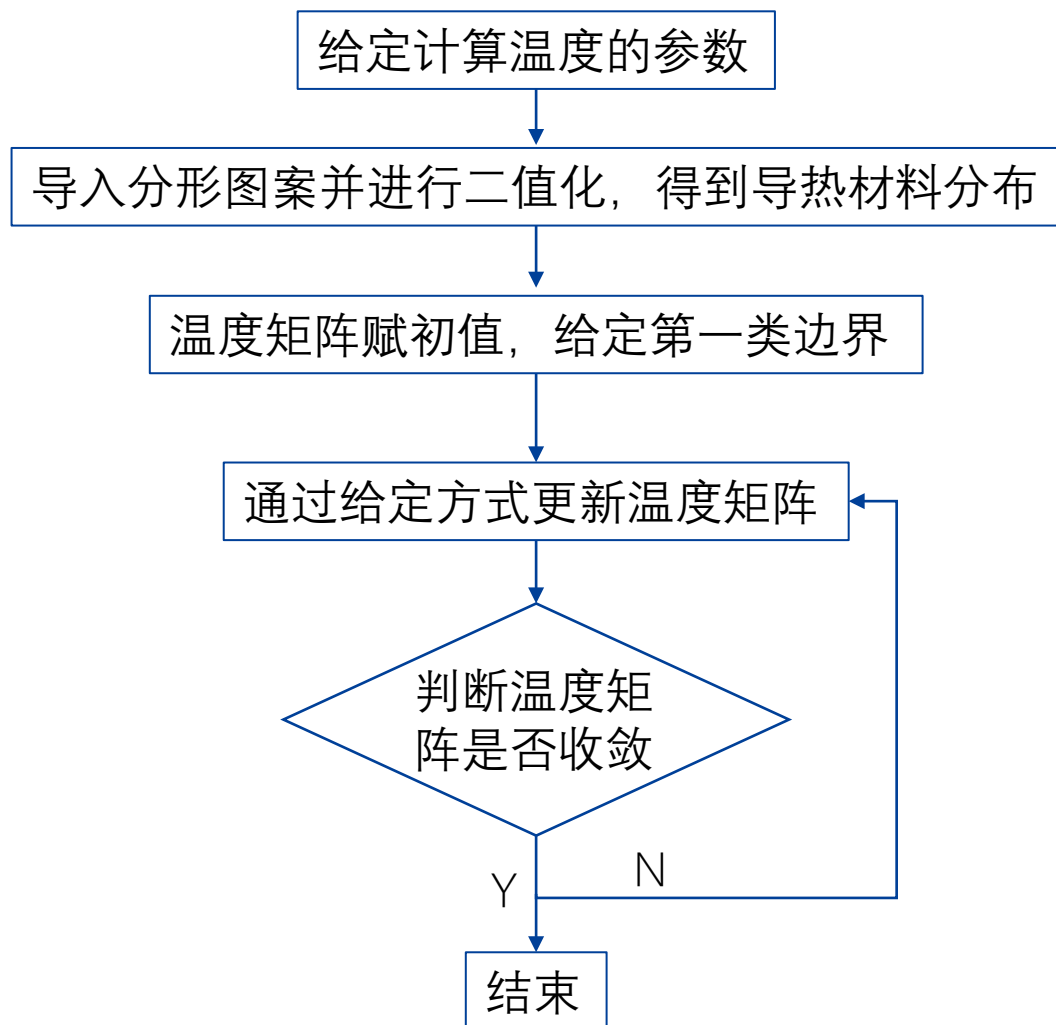 给定计算温度的参数
导入分形图案并进行二值化，得到导热材料分布
温度矩阵赋初值，给定第一类边界
通过给定方式更新温度矩阵
判断温度矩
阵是否收敛
N
Y
结束